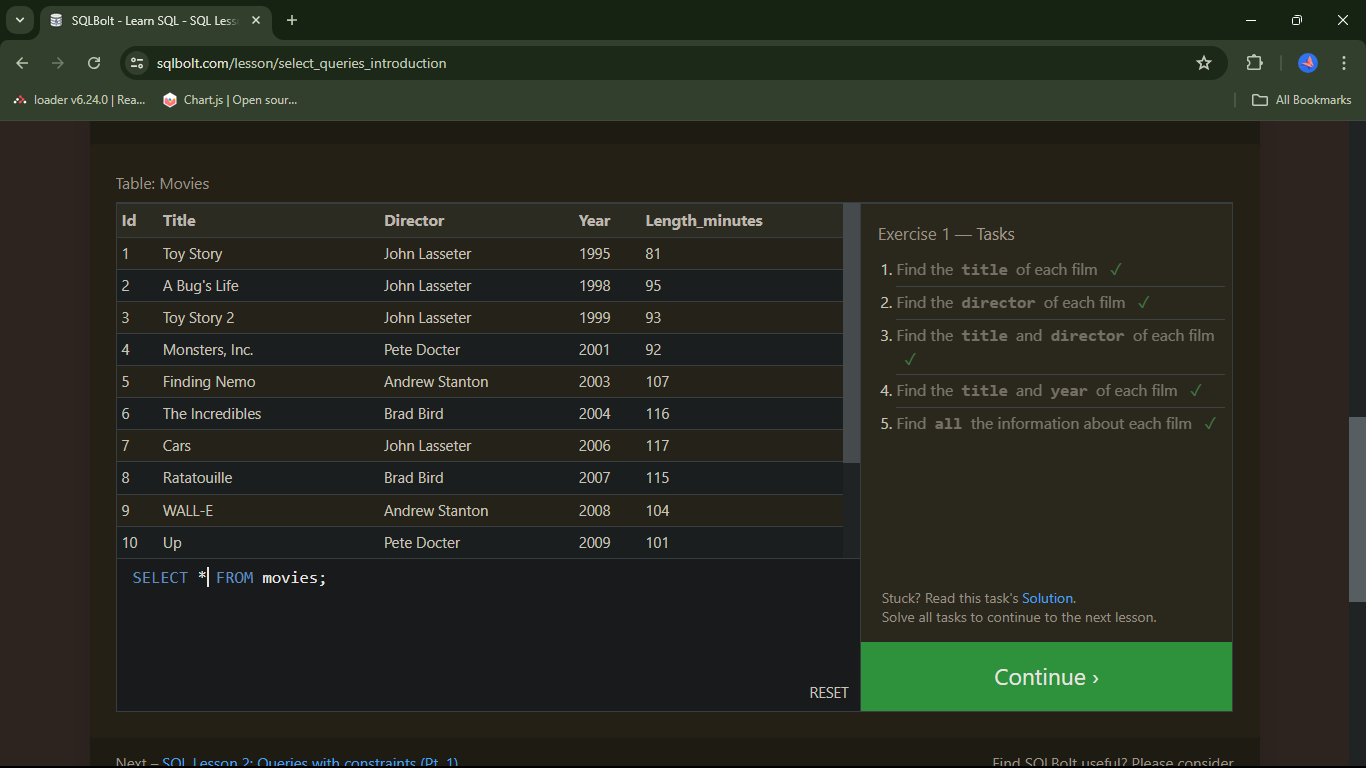 SQLBolt - Learn SQL - SQL Less
sqlbolt.com/lesson/select_queries_introduction
loader v6.24.0 | Rea... Chart.js | Open sour... All Bookmarks
Table: Movies
Id Title Director Year Length_minutes
1 Toy Story John Lasseter 1995 81
2 A Bug's Life John Lasseter 1998 95
3 Toy Story 2 John Lasseter 1999 93
4 Monsters, Inc. Pete Docter 2001 92
5 Finding Nemo Andrew Stanton 2003 107
6 The Incredibles Brad Bird 2004 116
7 Cars John Lasseter 2006 117
8 Ratatouille Brad Bird 2007 115
9 WALL-E Andrew Stanton 2008 104
10 Up Pete Docter 2009 101
SELECT * FROM movies;
RESET
Exercise 1 — Tasks
1. Find the title of each film ✓
2. Find the director of each film ✓
3. Find the title and director of each film
✓
4. Find the title and year of each film ✓
5. Find all the information about each film ✓
Stuck? Read this task's Solution.
Solve all tasks to continue to the next lesson.
Continue ›
Next – SQL Lesson 2: Queries with constraints (Pt. 1)
Find SQLBolt useful? Please consider